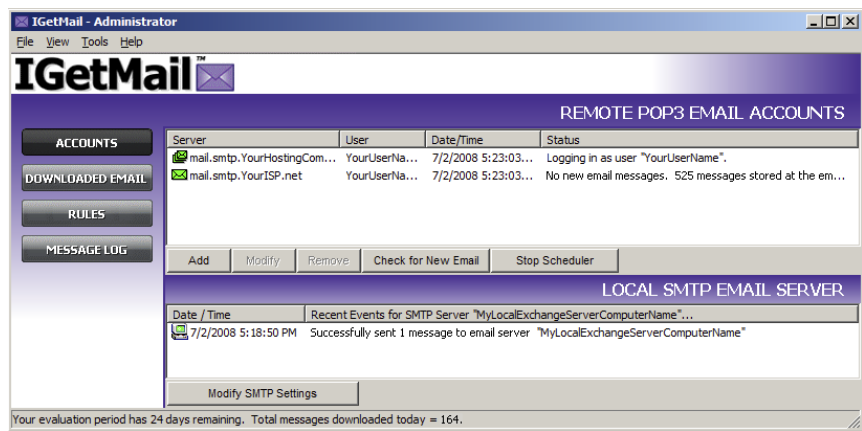 IGetMail - Administrator
File View Tools Help
IGetMail™
REMOTE POP3 EMAIL ACCOUNTS
ACCOUNTS
DOWNLOADED EMAIL
RULES
MESSAGE LOG
Server User Date/Time Status
mail.smtp.YourHostingCom... YourUserNa... 7/2/2008 5:23:03... Logging in as user "YourUserName".
mail.smtp.YourISP.net YourUserNa... 7/2/2008 5:23:03... No new email messages. 525 messages stored at the em...
Add Modify Remove Check for New Email Stop Scheduler
LOCAL SMTP EMAIL SERVER
Date / Time Recent Events for SMTP Server "MyLocalExchangeServerComputerName"...
7/2/2008 5:18:50 PM Successfully sent 1 message to email server "MyLocalExchangeServerComputerName"
Modify SMTP Settings
Your evaluation period has 24 days remaining. Total messages downloaded today = 164.